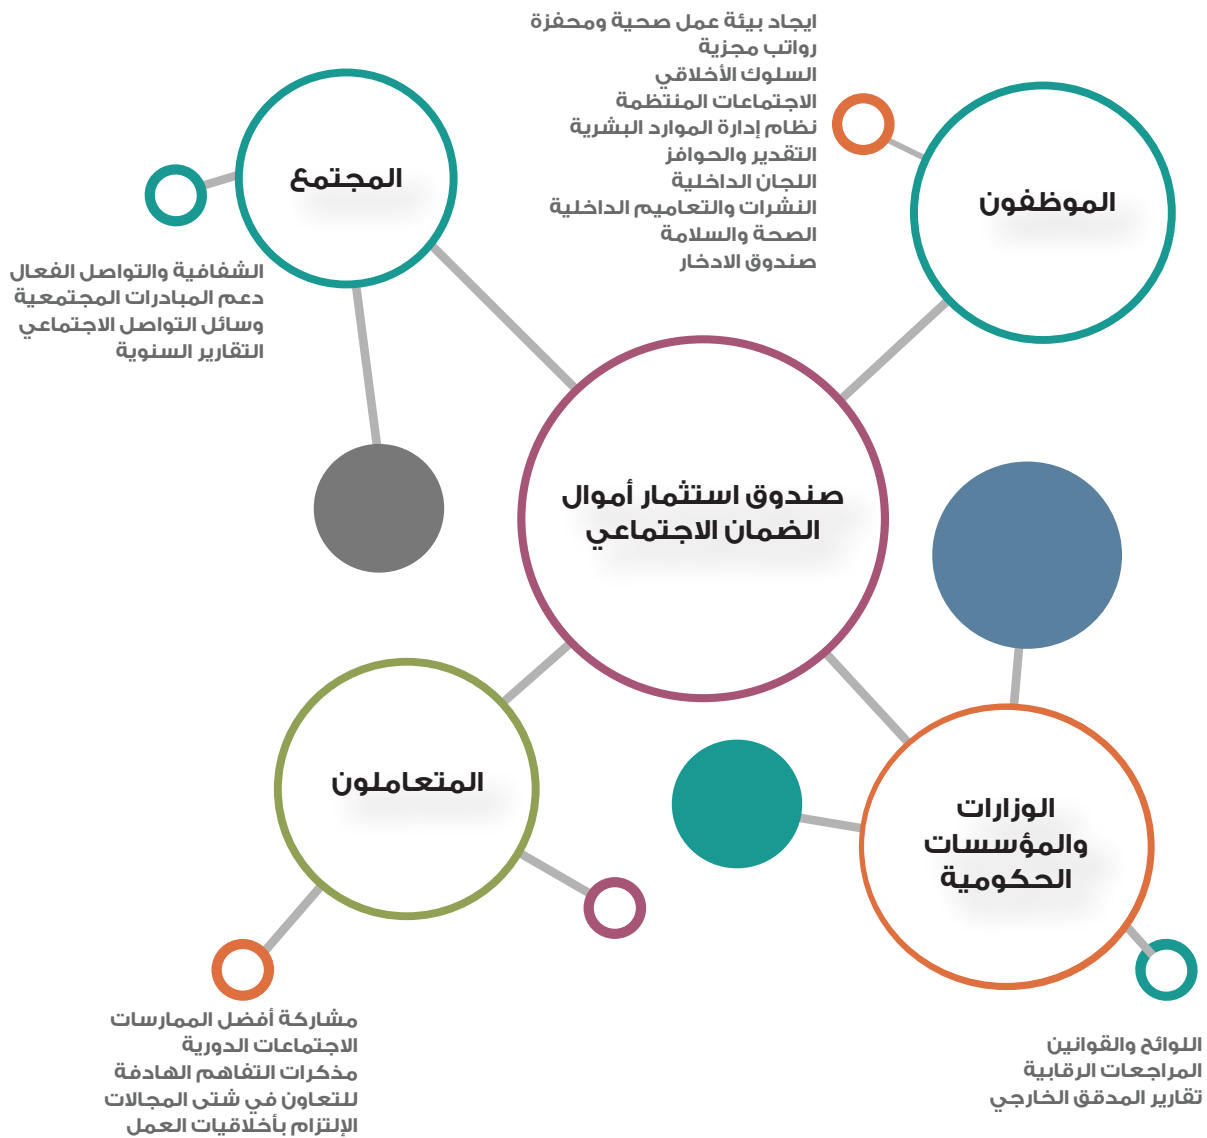 ايجاد بيئة عمل صحية ومحفزة
رواتب مجزية
السلوك الأخلاقي
الاجتماعات المنتظمة
نظام إدارة الموارد البشرية
التقدير والحوافز
اللجان الداخلية
النشرات والتعاميم الداخلية
الصحة والسلامة
صندوق الادخار
الموظفون
المجتمع
الشفافية والتواصل الفعال
دعم المبادرات المجتمعية
وسائل التواصل الاجتماعي
التقارير السنوية
صندوق استثمار أموال
الضمان الاجتماعي
المتعاملون
الوزارات
والمؤسسات
الحكومية
مشاركة أفضل الممارسات
الاجتماعات الدورية
مذكرات التفاهم الهادفة
للتعاون في شتى المجالات
الإلتزام بأخلاقيات العمل
اللوائح والقوانين
المراجعات الرقابية
تقارير المدقق الخارجي